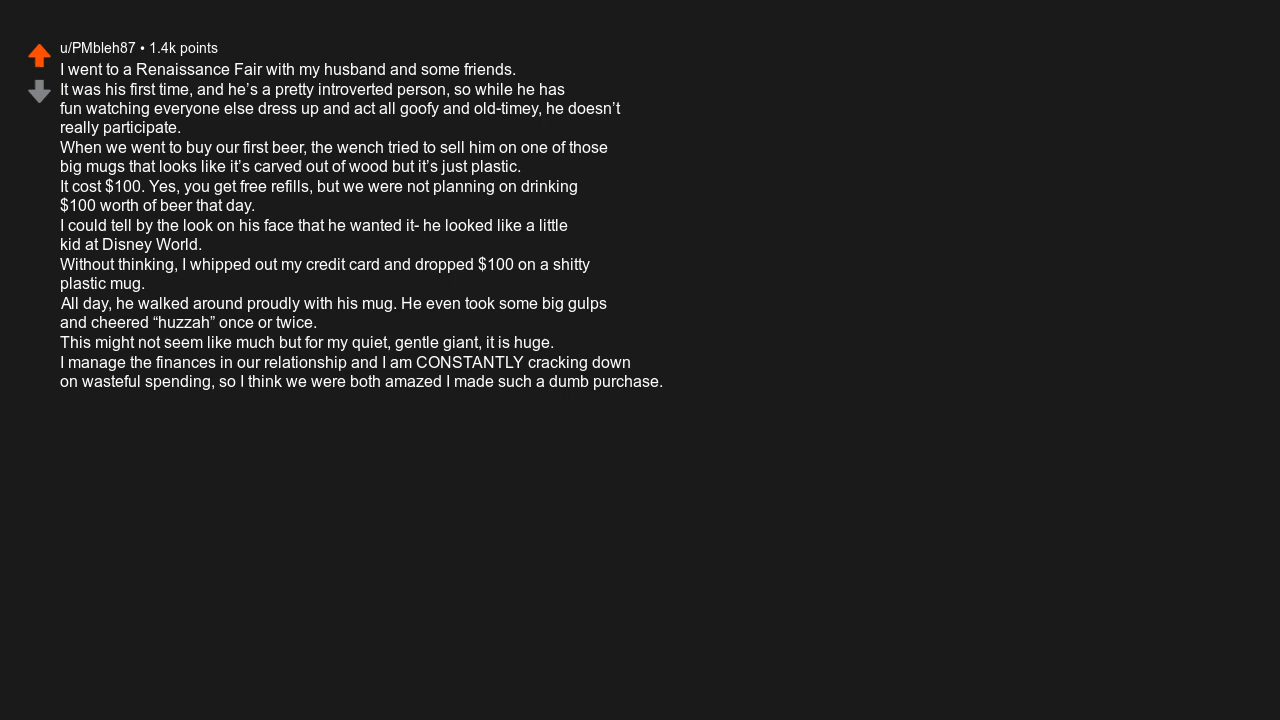 u/PMbleh87 • 1.4k points
I went to a Renaissance Fair with my husband and some friends.
It was his first time, and he’s a pretty introverted person, so while he has
fun watching everyone else dress up and act all goofy and old-timey, he doesn’t
really participate.
When we went to buy our first beer, the wench tried to sell him on one of those
big mugs that looks like it’s carved out of wood but it’s just plastic.
It cost $100. Yes, you get free refills, but we were not planning on drinking
$100 worth of beer that day.
I could tell by the look on his face that he wanted it- he looked like a little
kid at Disney World.
Without thinking, I whipped out my credit card and dropped $100 on a shitty
plastic mug.
All day, he walked around proudly with his mug. He even took some big gulps
and cheered “huzzah” once or twice.
This might not seem like much but for my quiet, gentle giant, it is huge.
I manage the finances in our relationship and I am CONSTANTLY cracking down
on wasteful spending, so I think we were both amazed I made such a dumb purchase.